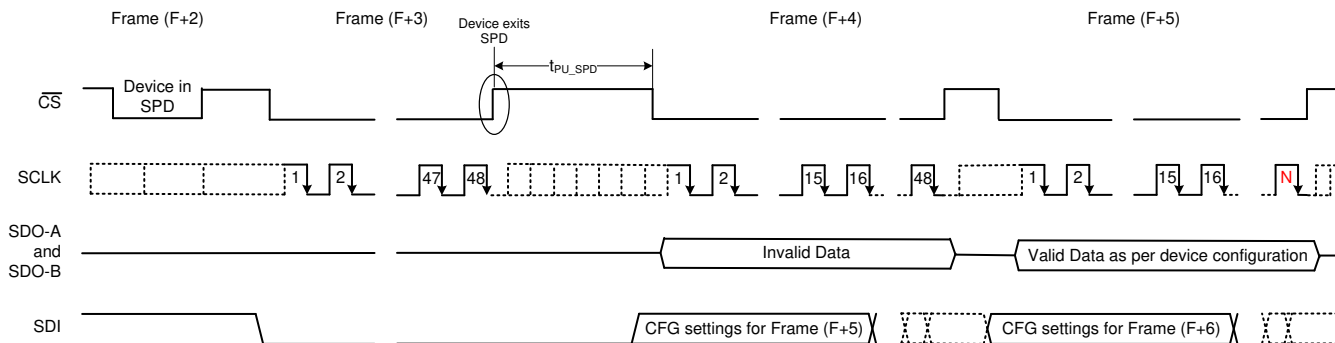 Frame (F+2) Frame (F+3) Frame (F+4) Frame (F+5)
Device exits
SPD
tPU_SPD
CS
Device in
SPD
SCLK 1 2 47 48 1 2 15 16 48 1 2 15 16 N
SDO-A
and
SDO-B
Invalid Data Valid Data as per device configuration
SDI CFG settings for Frame (F+5) CFG settings for Frame (F+6)